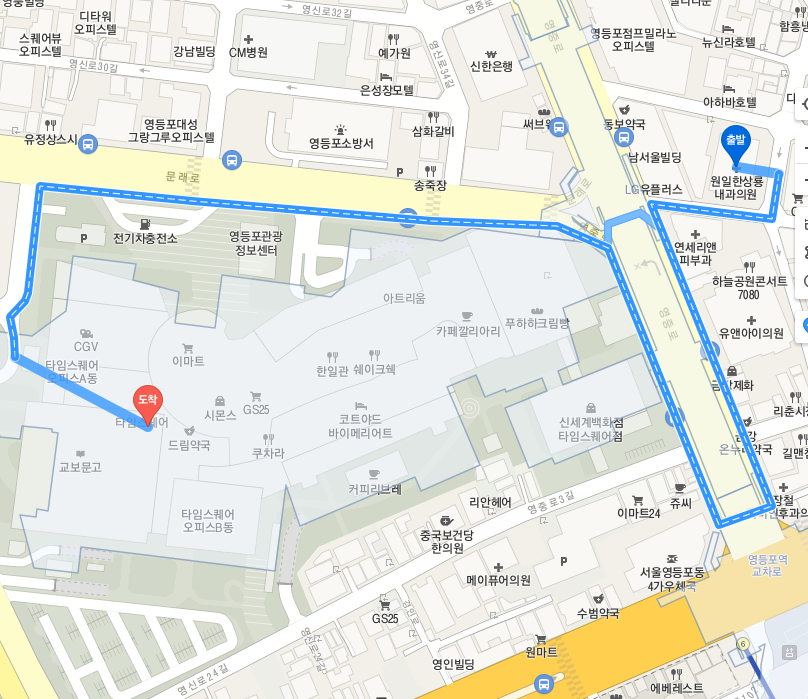 영신로32길
영중로
디타워
오피스텔
스퀘어뷰
오피스텔
강남빌딩
CM병원
영신로30길
예가원
영신로34길
신한은행
영등포점프밀라노
오피스텔
뉴신라호텔
은성장모텔
아하바호텔
유정상스시
영등포대성
그랑그루오피스텔
영등포소방서
삼화갈비
동보약국
출발
남서울빌딩
P
송죽장
문래로
LG유플러스
원일한상룡
내과의원
P
전기차충전소
영등포관광
정보센터
연세리앤
피부과
하늘공원콘서트
7080
아트리움
카페깔리아리
푸하하크림빵
영중로
유앤아이의원
CGV
이마트
타임스퀘어
오피스A동
한일관
쉐이크쉑
도착
시몬스
GS25
타임스퀘어
코트야드
바이메리어트
신세계백화점
타임스퀘어점
드림약국
쿠차라
교보문고
커피리브레
리안헤어
영중로3길
이마트24
쥬씨
타임스퀘어
오피스B동
중국보건당
한의원
P
메이퓨어의원
서울영등포동
4가우체국
영등포역
교차로
GS25
수범약국
영신로24길
영인빌딩
원마트
에베레스트
6